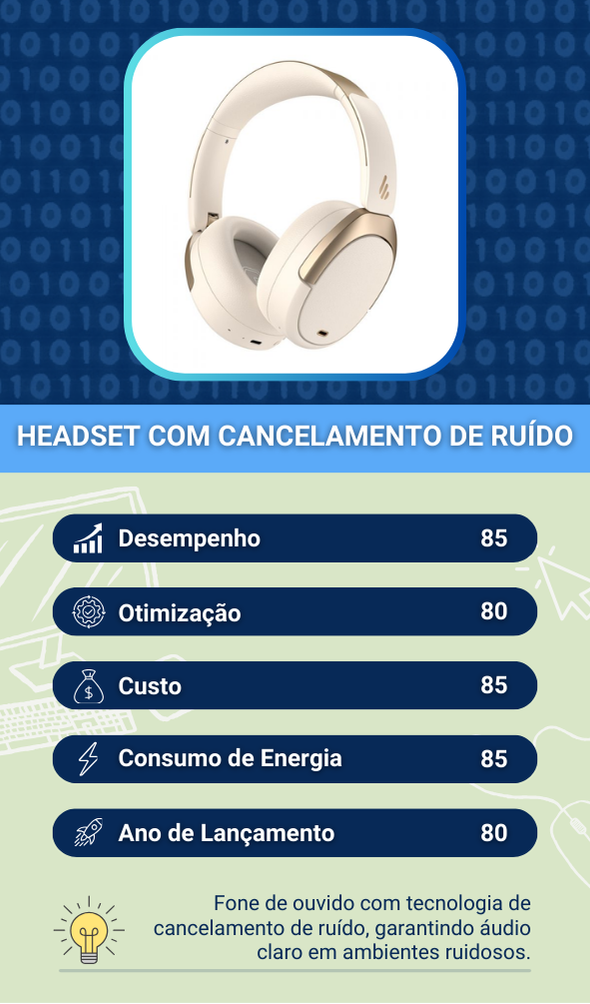 HEADSET COM CANCELAMENTO DE RUÍDO
Desempenho 85
Otimização 80
Custo 85
Consumo de Energia 85
Ano de Lançamento 80
Fone de ouvido com tecnologia de
cancelamento de ruído, garantindo áudio
claro em ambientes ruidosos.